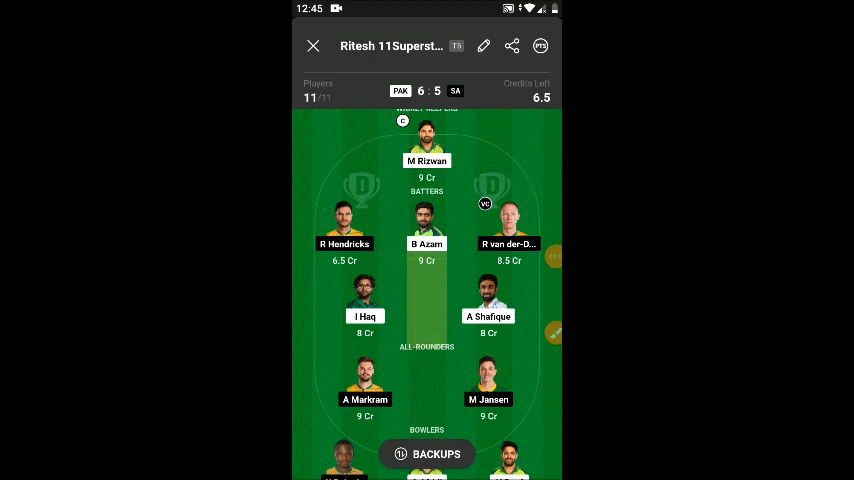 12:45
Ritesh 11Superst... T5 PTS
Players
11/11
PAK 6 : 5 SA
Credits Left
6.5
C
M Rizwan
9 Cr
BATTERS
VC
R Hendricks B Azam R van der-D...
6.5 Cr 9 Cr 8.5 Cr
I Haq A Shafique
8 Cr 8 Cr
ALL-ROUNDERS
A Markram M Jansen
9 Cr 9 Cr
BOWLERS
BACKUPS